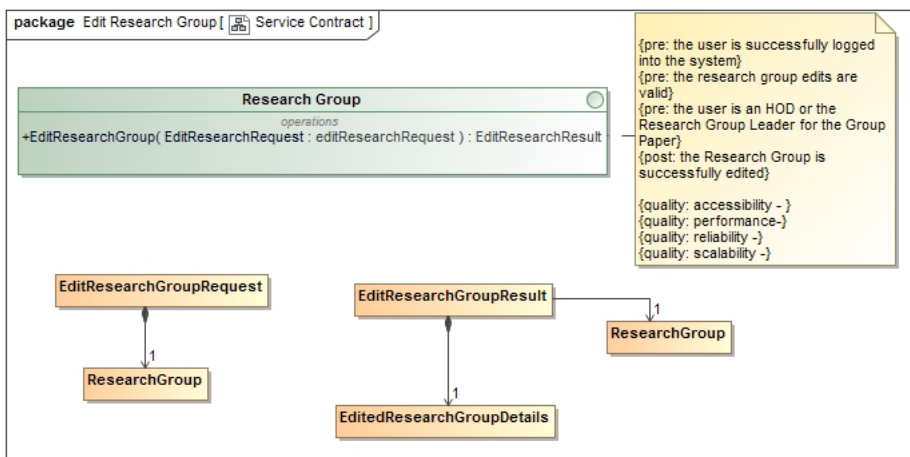 package Edit Research Group [ Service Contract ]
Research Group
operations
+EditResearchGroup( EditResearchRequest : editResearchRequest ) : EditResearchResult
{pre: the user is successfully logged
into the system}
{pre: the research group edits are
valid}
{pre: the user is an HOD or the
Research Group Leader for the Group
Paper}
{post: the Research Group is
successfully edited}
{quality: accessibility - }
{quality: performance-}
{quality: reliability -}
{quality: scalability -}
EditResearchGroupRequest
1
ResearchGroup
EditResearchGroupResult
1
ResearchGroup
1
EditedResearchGroupDetails